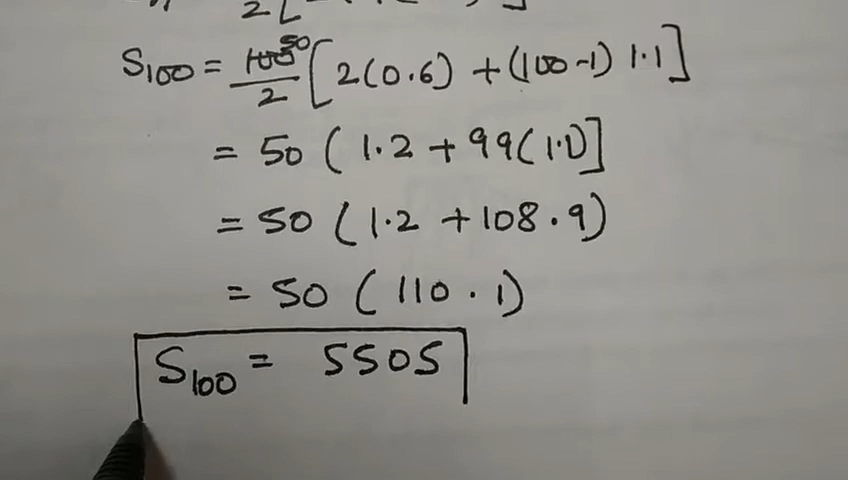 2 [
S₁₀₀ = 100 50 / 2 [ 2(0.6) + (100-1) 1.1 ]
= 50 ( 1.2 + 99(1.1) ]
= 50 ( 1.2 + 108.9 )
= 50 ( 110.1 )
S₁₀₀ = 5505